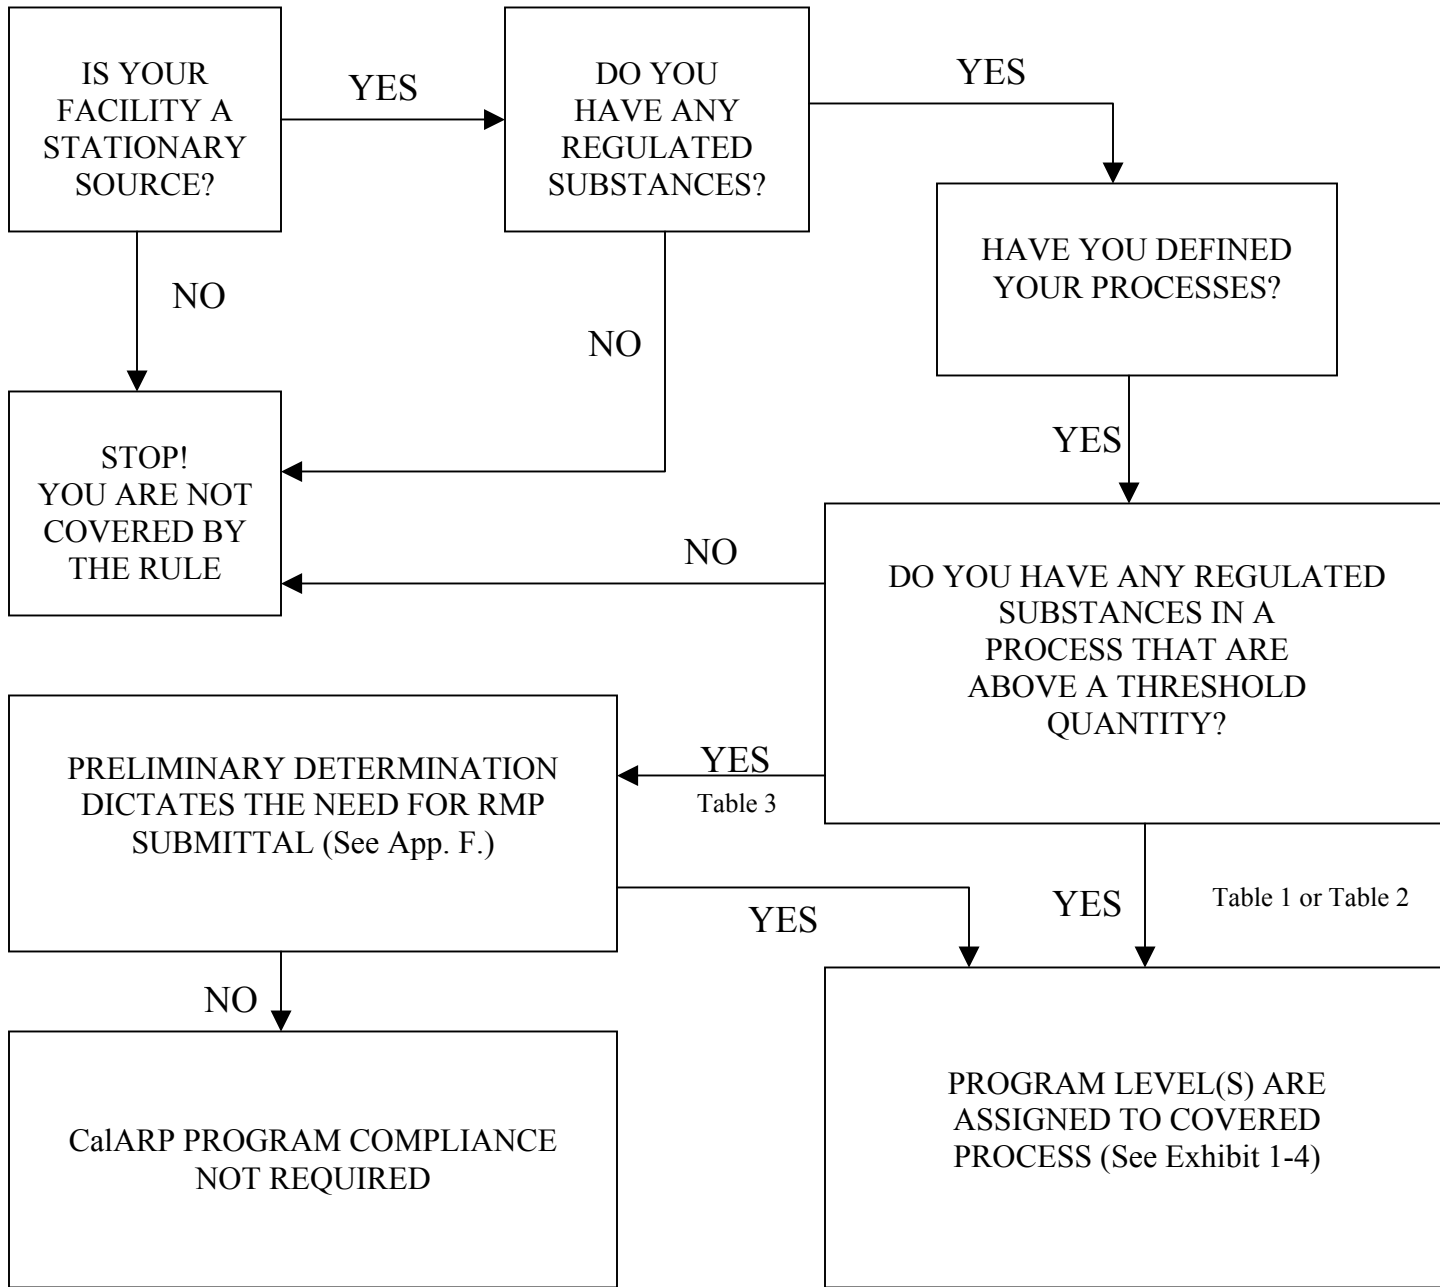 IS YOUR
FACILITY A
STATIONARY
SOURCE?
YES
DO YOU
HAVE ANY
REGULATED
SUBSTANCES?
YES
HAVE YOU DEFINED
YOUR PROCESSES?
NO
NO
STOP!
YOU ARE NOT
COVERED BY
THE RULE
YES
NO
DO YOU HAVE ANY REGULATED
SUBSTANCES IN A
PROCESS THAT ARE
ABOVE A THRESHOLD
QUANTITY?
YES
Table 3
PRELIMINARY DETERMINATION
DICTATES THE NEED FOR RMP
SUBMITTAL (See App. F.)
YES
YES
Table 1 or Table 2
NO
CalARP PROGRAM COMPLIANCE
NOT REQUIRED
PROGRAM LEVEL(S) ARE
ASSIGNED TO COVERED
PROCESS (See Exhibit 1-4)